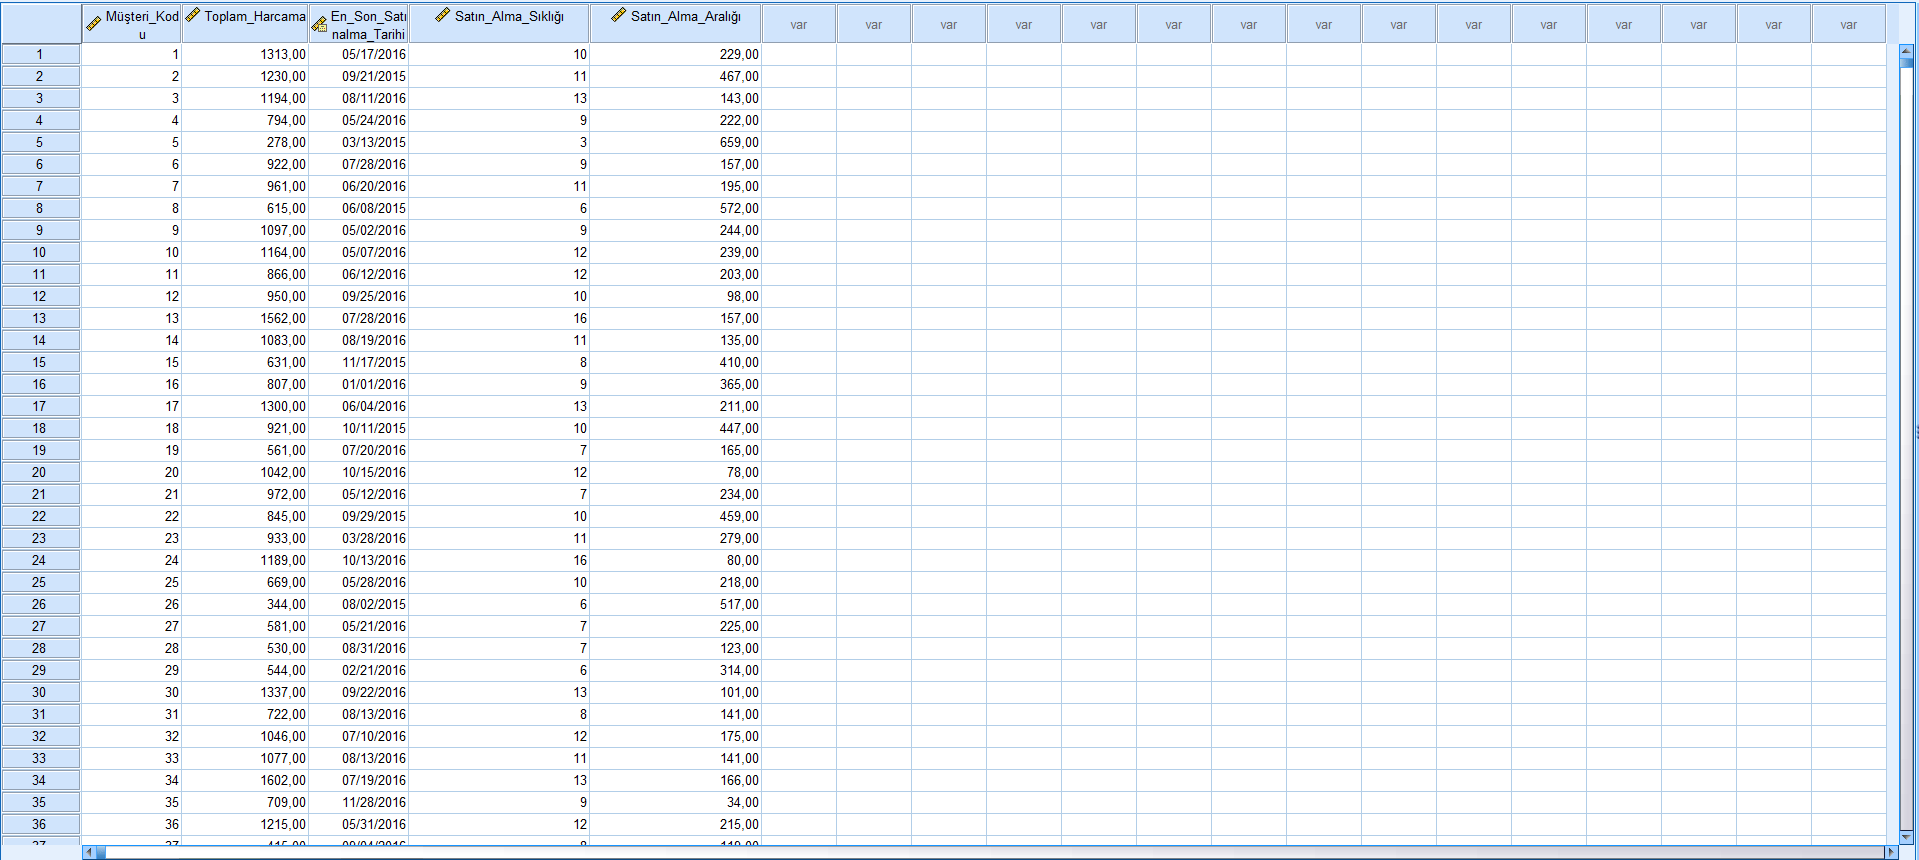 Müşteri_Kod
u
Toplam_Harcama
En_Son_Satı
nalma_Tarihi
Satın_Alma_Sıklığı
Satın_Alma_Aralığı
var var var var var var var var var var var var var var var
1 1 1313,00 05/17/2016 10 229,00
2 2 1230,00 09/21/2015 11 467,00
3 3 1194,00 08/11/2016 13 143,00
4 4 794,00 05/24/2016 9 222,00
5 5 278,00 03/13/2015 3 659,00
6 6 922,00 07/28/2016 9 157,00
7 7 961,00 06/20/2016 11 195,00
8 8 615,00 06/08/2015 6 572,00
9 9 1097,00 05/02/2016 9 244,00
10 10 1164,00 05/07/2016 12 239,00
11 11 866,00 06/12/2016 12 203,00
12 12 950,00 09/25/2016 10 98,00
13 13 1562,00 07/28/2016 16 157,00
14 14 1083,00 08/19/2016 11 135,00
15 15 631,00 11/17/2015 8 410,00
16 16 807,00 01/01/2016 9 365,00
17 17 1300,00 06/04/2016 13 211,00
18 18 921,00 10/11/2015 10 447,00
19 19 561,00 07/20/2016 7 165,00
20 20 1042,00 10/15/2016 12 78,00
21 21 972,00 05/12/2016 7 234,00
22 22 845,00 09/29/2015 10 459,00
23 23 933,00 03/28/2016 11 279,00
24 24 1189,00 10/13/2016 16 80,00
25 25 669,00 05/28/2016 10 218,00
26 26 344,00 08/02/2015 6 517,00
27 27 581,00 05/21/2016 7 225,00
28 28 530,00 08/31/2016 7 123,00
29 29 544,00 02/21/2016 6 314,00
30 30 1337,00 09/22/2016 13 101,00
31 31 722,00 08/13/2016 8 141,00
32 32 1046,00 07/10/2016 12 175,00
33 33 1077,00 08/13/2016 11 141,00
34 34 1602,00 07/19/2016 13 166,00
35 35 709,00 11/28/2016 9 34,00
36 36 1215,00 05/31/2016 12 215,00
37 37